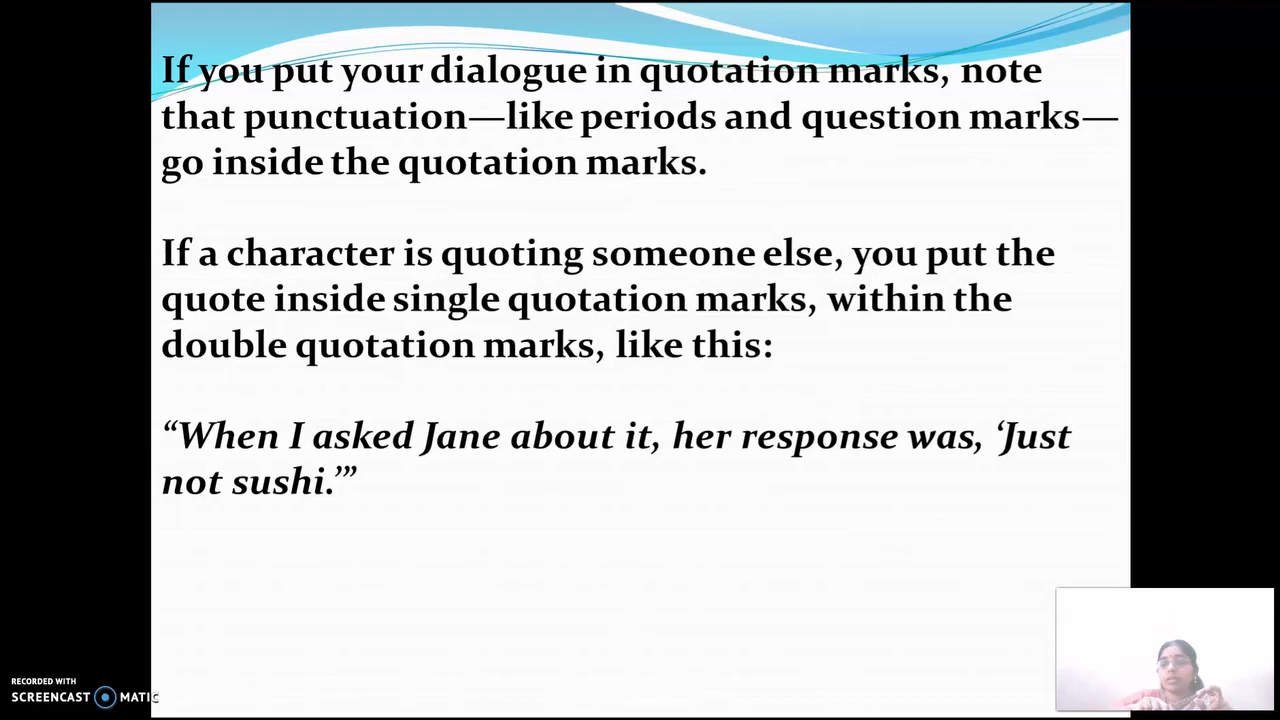 If you put your dialogue in quotation marks, note
that punctuation—like periods and question marks—
go inside the quotation marks.
If a character is quoting someone else, you put the
quote inside single quotation marks, within the
double quotation marks, like this:
“When I asked Jane about it, her response was, ‘Just
not sushi.’”
RECORDED WITH
SCREENCAST MATIC